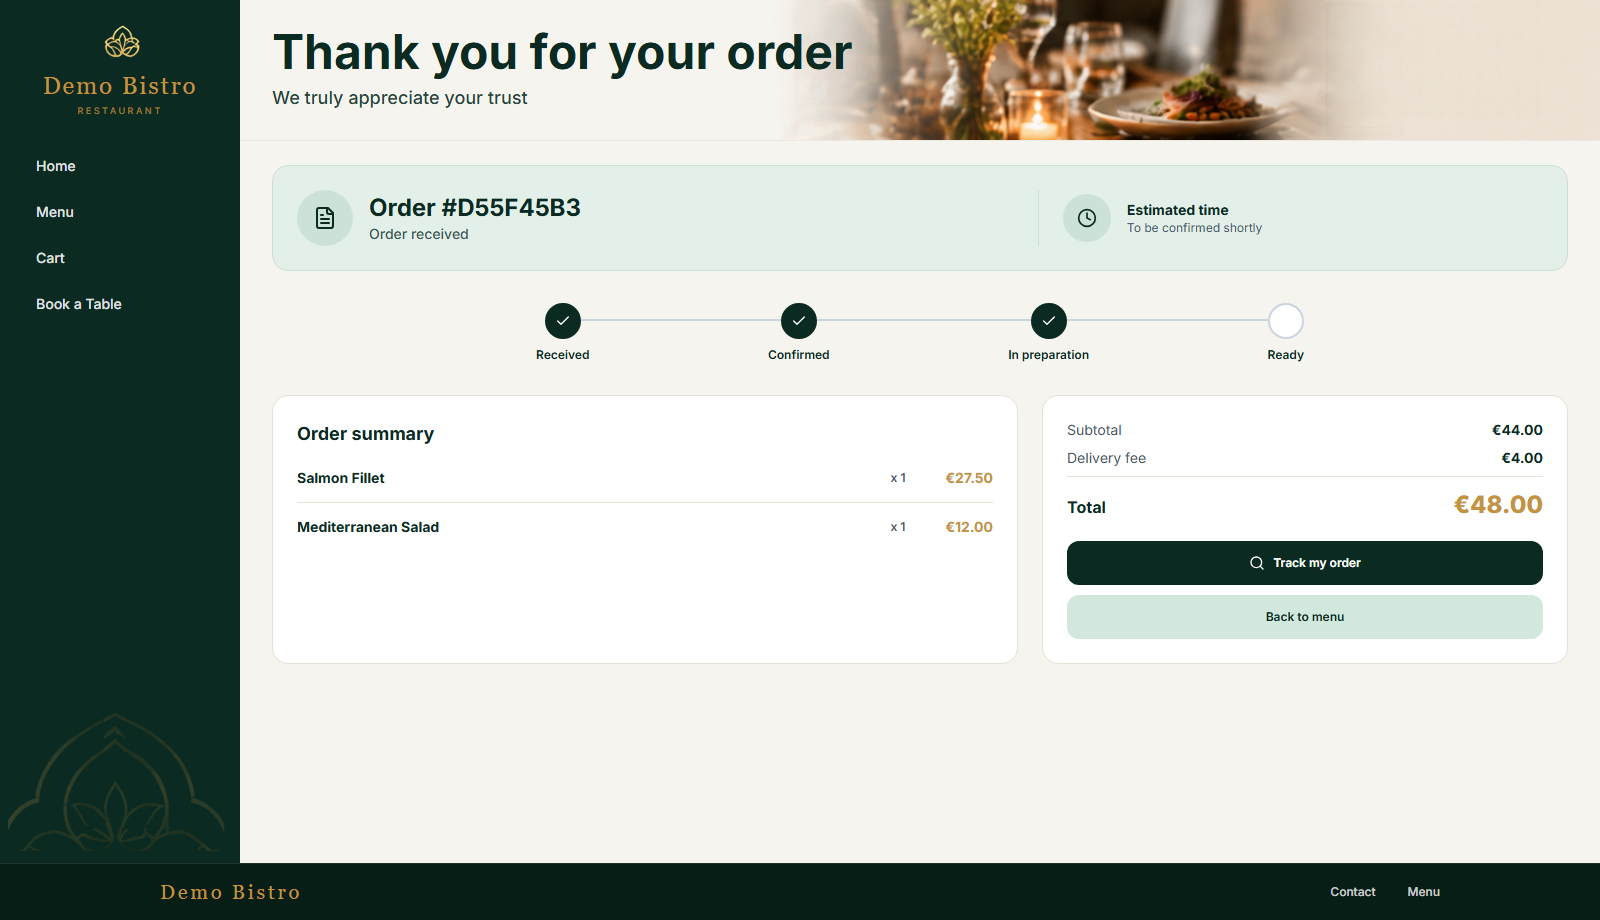 Demo Bistro
RESTAURANT
Home
Menu
Cart
Book a Table
Thank you for your order
We truly appreciate your trust
Order #D55F45B3
Order received
Estimated time
To be confirmed shortly
Received
Confirmed
In preparation
Ready
Order summary
Salmon Fillet x 1 €27.50
Mediterranean Salad x 1 €12.00
Subtotal €44.00
Delivery fee €4.00
Total €48.00
Track my order
Back to menu
Demo Bistro
Contact Menu